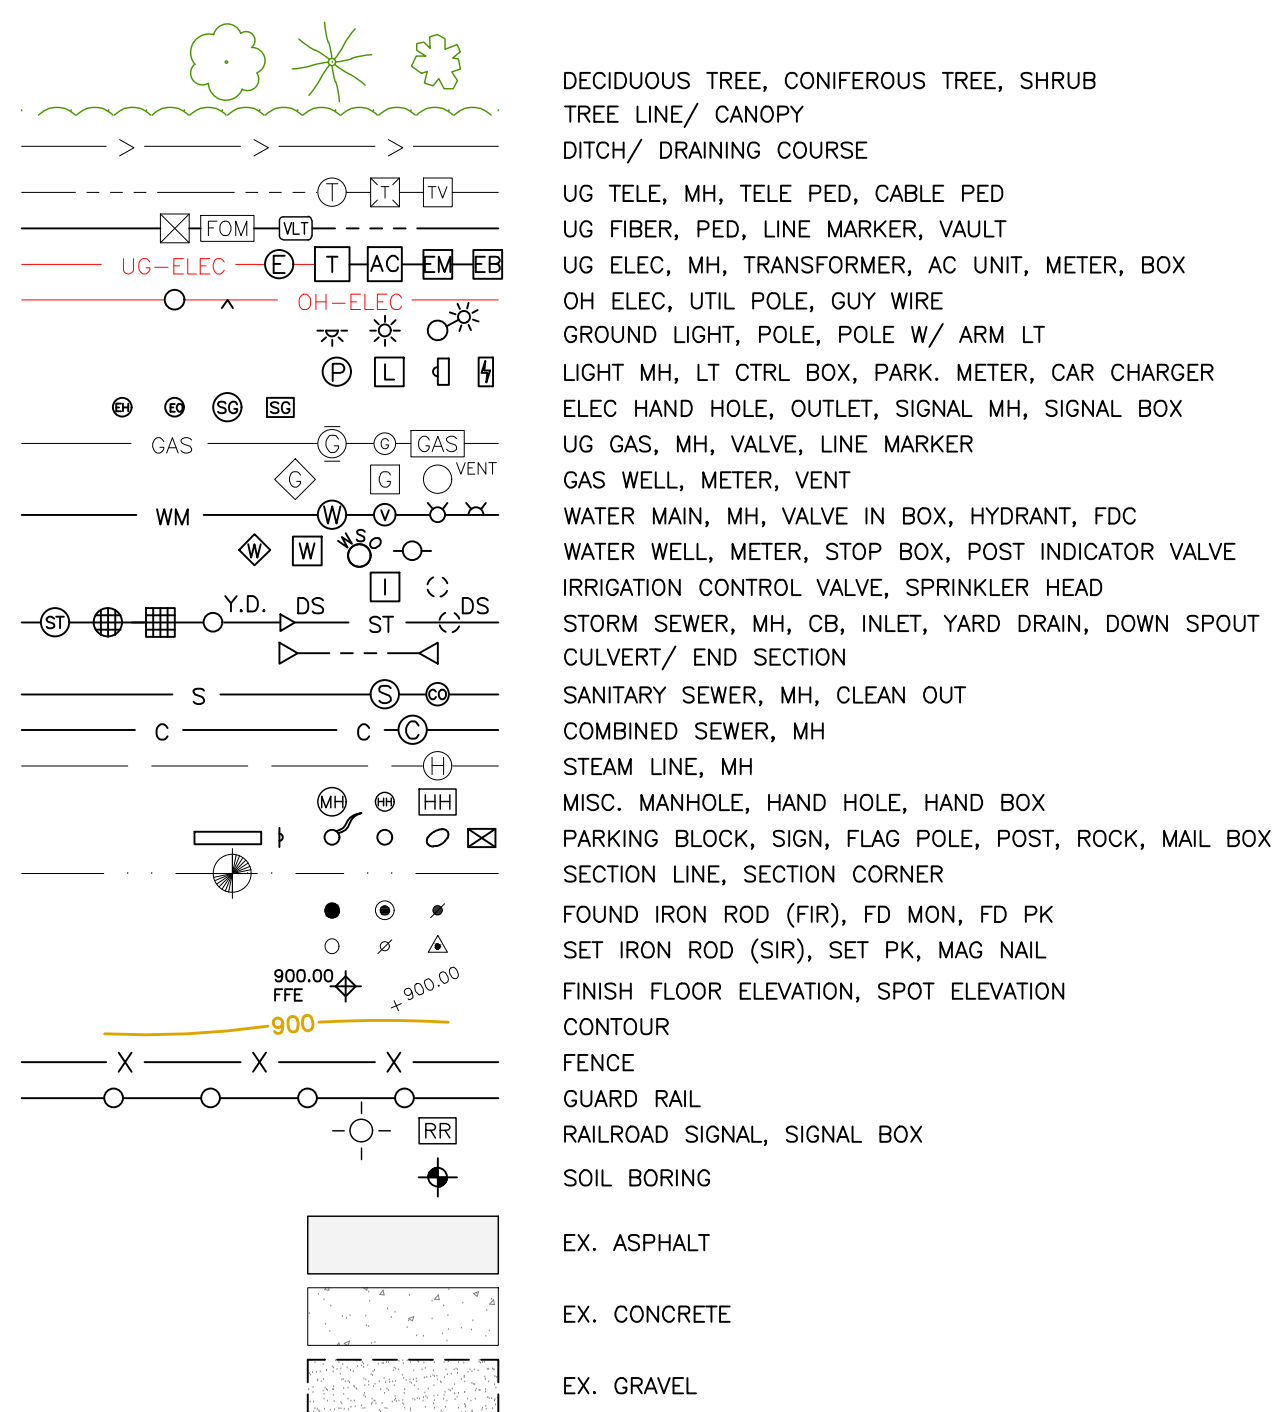 DECIDUOUS TREE, CONIFEROUS TREE, SHRUB
TREE LINE/ CANOPY
DITCH/ DRAINING COURSE
T T TV UG TELE, MH, TELE PED, CABLE PED
FOM VLT UG FIBER, PED, LINE MARKER, VAULT
UG-ELEC E T AC EM EB UG ELEC, MH, TRANSFORMER, AC UNIT, METER, BOX
OH-ELEC OH ELEC, UTIL POLE, GUY WIRE
GROUND LIGHT, POLE, POLE W/ ARM LT
P L LIGHT MH, LT CTRL BOX, PARK. METER, CAR CHARGER
EH EO SG SG ELEC HAND HOLE, OUTLET, SIGNAL MH, SIGNAL BOX
GAS G G GAS UG GAS, MH, VALVE, LINE MARKER
G G VENT GAS WELL, METER, VENT
WM W V WATER MAIN, MH, VALVE IN BOX, HYDRANT, FDC
W W WSO WATER WELL, METER, STOP BOX, POST INDICATOR VALVE
I IRRIGATION CONTROL VALVE, SPRINKLER HEAD
ST Y.D. DS ST DS STORM SEWER, MH, CB, INLET, YARD DRAIN, DOWN SPOUT
CULVERT/ END SECTION
S S CO SANITARY SEWER, MH, CLEAN OUT
C C C COMBINED SEWER, MH
H STEAM LINE, MH
MH HH HH MISC. MANHOLE, HAND HOLE, HAND BOX
PARKING BLOCK, SIGN, FLAG POLE, POST, ROCK, MAIL BOX
SECTION LINE, SECTION CORNER
FOUND IRON ROD (FIR), FD MON, FD PK
SET IRON ROD (SIR), SET PK, MAG NAIL
900.00
FFE +900.00 FINISH FLOOR ELEVATION, SPOT ELEVATION
900 CONTOUR
X X X FENCE
GUARD RAIL
RR RAILROAD SIGNAL, SIGNAL BOX
SOIL BORING
EX. ASPHALT
EX. CONCRETE
EX. GRAVEL